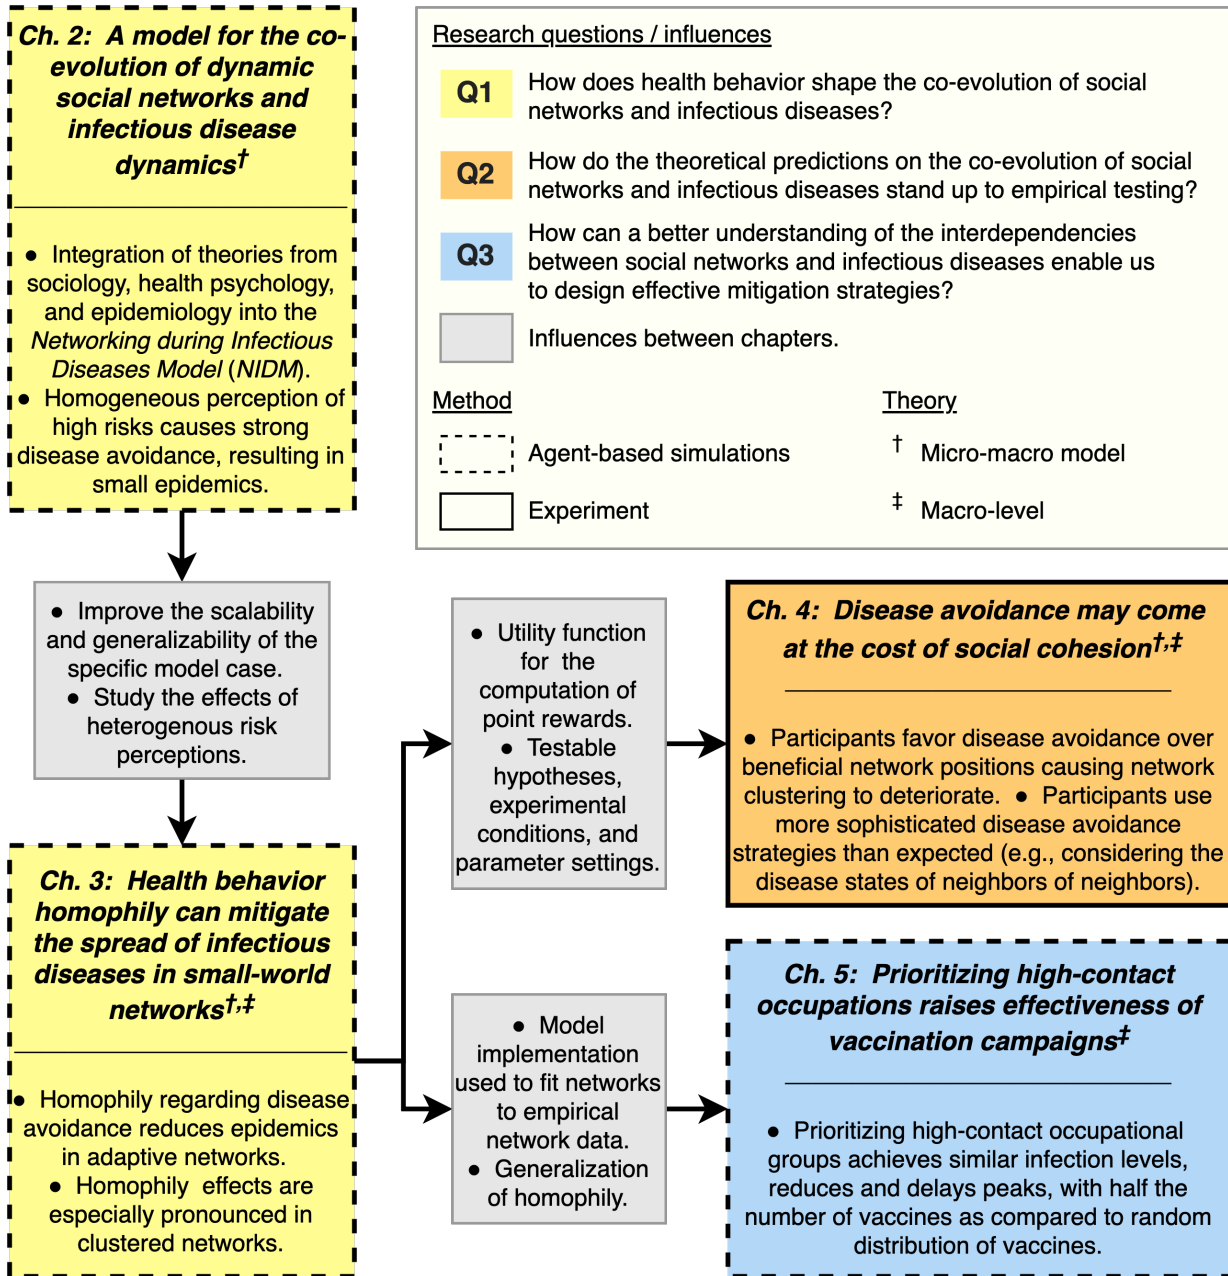 Ch. 2: A model for the co-
evolution of dynamic
social networks and
infectious disease
dynamics†
● Integration of theories from
sociology, health psychology,
and epidemiology into the
Networking during Infectious
Diseases Model (NIDM).
● Homogeneous perception of
high risks causes strong
disease avoidance, resulting in
small epidemics.
Research questions / influences
Q1
How does health behavior shape the co-evolution of social
networks and infectious diseases?
Q2
How do the theoretical predictions on the co-evolution of social
networks and infectious diseases stand up to empirical testing?
Q3
How can a better understanding of the interdependencies
between social networks and infectious diseases enable us
to design effective mitigation strategies?
Influences between chapters.
Method
Agent-based simulations
Experiment
Theory
† Micro-macro model
‡ Macro-level
● Improve the scalability
and generalizability of the
specific model case.
● Study the effects of
heterogenous risk
perceptions.
Ch. 3: Health behavior
homophily can mitigate
the spread of infectious
diseases in small-world
networks†,‡
● Homophily regarding disease
avoidance reduces epidemics
in adaptive networks.
● Homophily effects are
especially pronounced in
clustered networks.
● Utility function
for the
computation of
point rewards.
● Testable
hypotheses,
experimental
conditions, and
parameter settings.
Ch. 4: Disease avoidance may come
at the cost of social cohesion†,‡
● Participants favor disease avoidance over
beneficial network positions causing network
clustering to deteriorate. ● Participants use
more sophisticated disease avoidance
strategies than expected (e.g., considering the
disease states of neighbors of neighbors).
● Model
implementation
used to fit networks
to empirical
network data.
● Generalization
of homophily.
Ch. 5: Prioritizing high-contact
occupations raises effectiveness of
vaccination campaigns‡
● Prioritizing high-contact occupational
groups achieves similar infection levels,
reduces and delays peaks, with half the
number of vaccines as compared to random
distribution of vaccines.